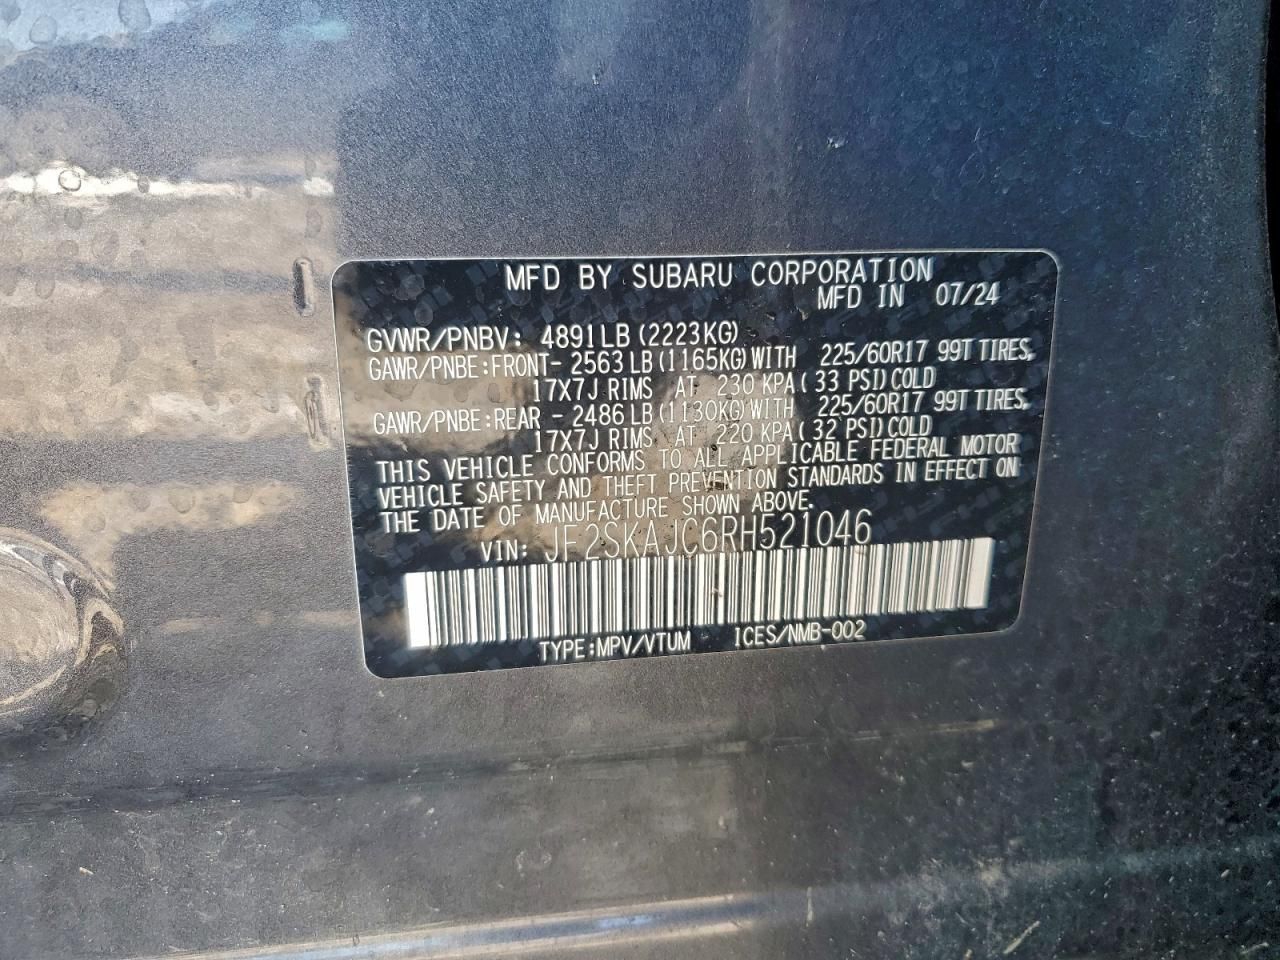 MFD BY SUBARU CORPORATION
MFD IN 07/24
GVWR/PNBV: 4891LB (2223KG)
GAWR/PNBE:FRONT- 2563LB(1165KG)WITH 225/60R17 99T TIRES,
17X7J RIMS AT 230 KPA(33 PSI)COLD
GAWR/PNBE:REAR - 2486LB(1130KG)WITH 225/60R17 99T TIRES,
17X7J RIMS AT 220 KPA(32 PSI)COLD
THIS VEHICLE CONFORMS TO ALL APPLICABLE FEDERAL MOTOR
VEHICLE SAFETY AND THEFT PREVENTION STANDARDS IN EFFECT ON
THE DATE OF MANUFACTURE SHOWN ABOVE.
VIN: JF2SKAJC6RH521046
TYPE:MPV/VTUM ICES/NMB-002